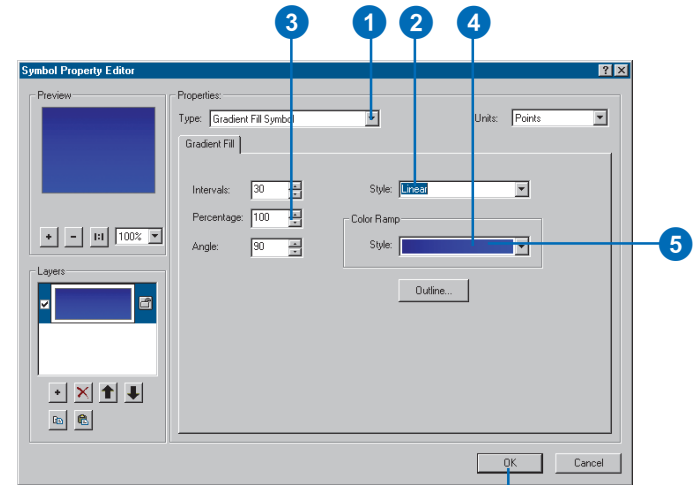 3 1 2 4
Symbol Property Editor ? ×
Preview
Properties:
Type: Gradient Fill Symbol Units: Points
Gradient Fill
Intervals: 30 Style: Linear
Percentage: 100 Color Ramp
+ - 1:1 100%
Angle: 90 Style: 5
Layers
Outline...
OK Cancel